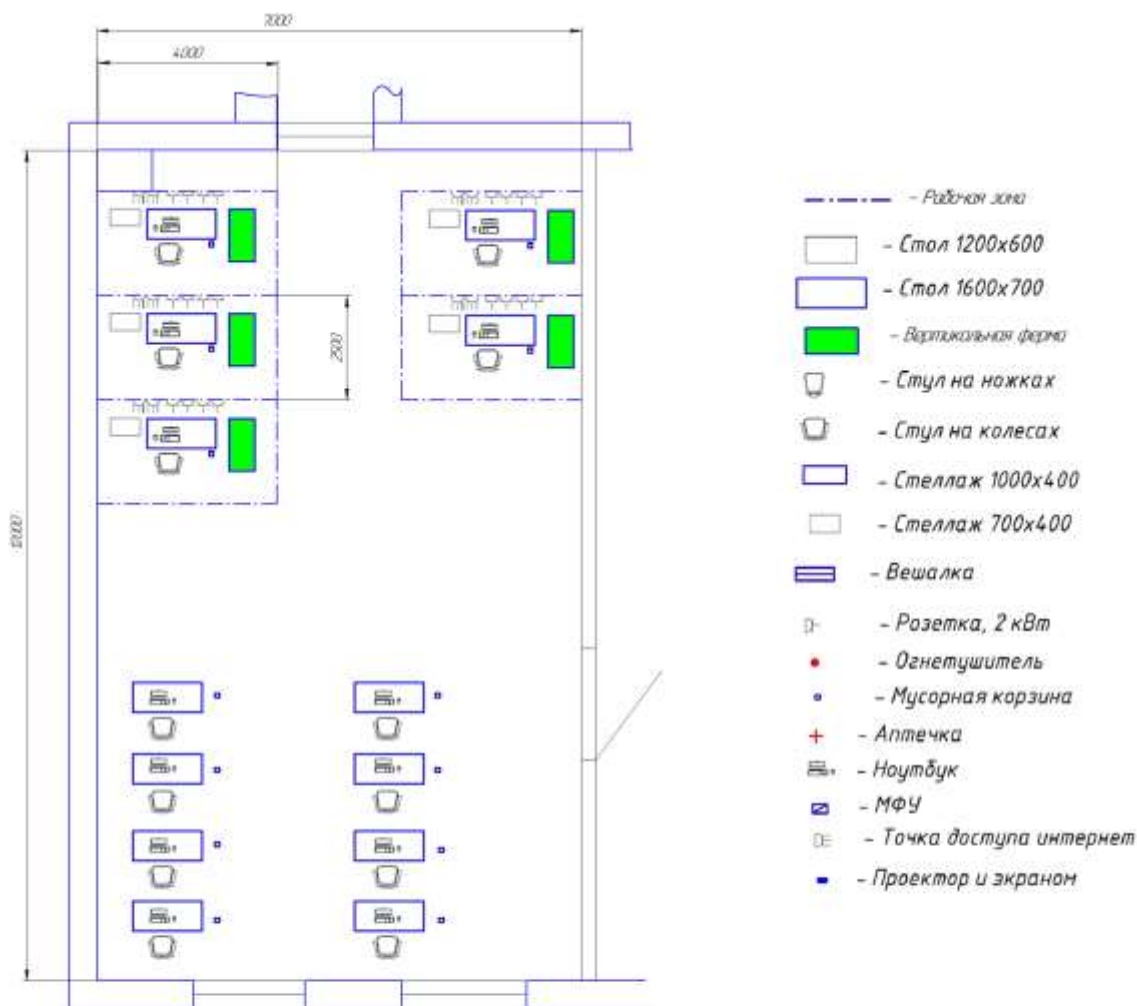 7000
4000
2500
12000
- Рабочая зона
- Стол 1200х600
- Стол 1600х700
- Вертикольная ферма
- Стул на ножках
- Стул на колесах
- Стеллаж 1000х400
- Стеллаж 700х400
- Вешалка
- Розетка, 2 кВт
- Огнетушитель
- Мусорная корзина
- Аптечка
- Ноутбук
- МФУ
- Точка доступа интернет
- Проектор и экраном